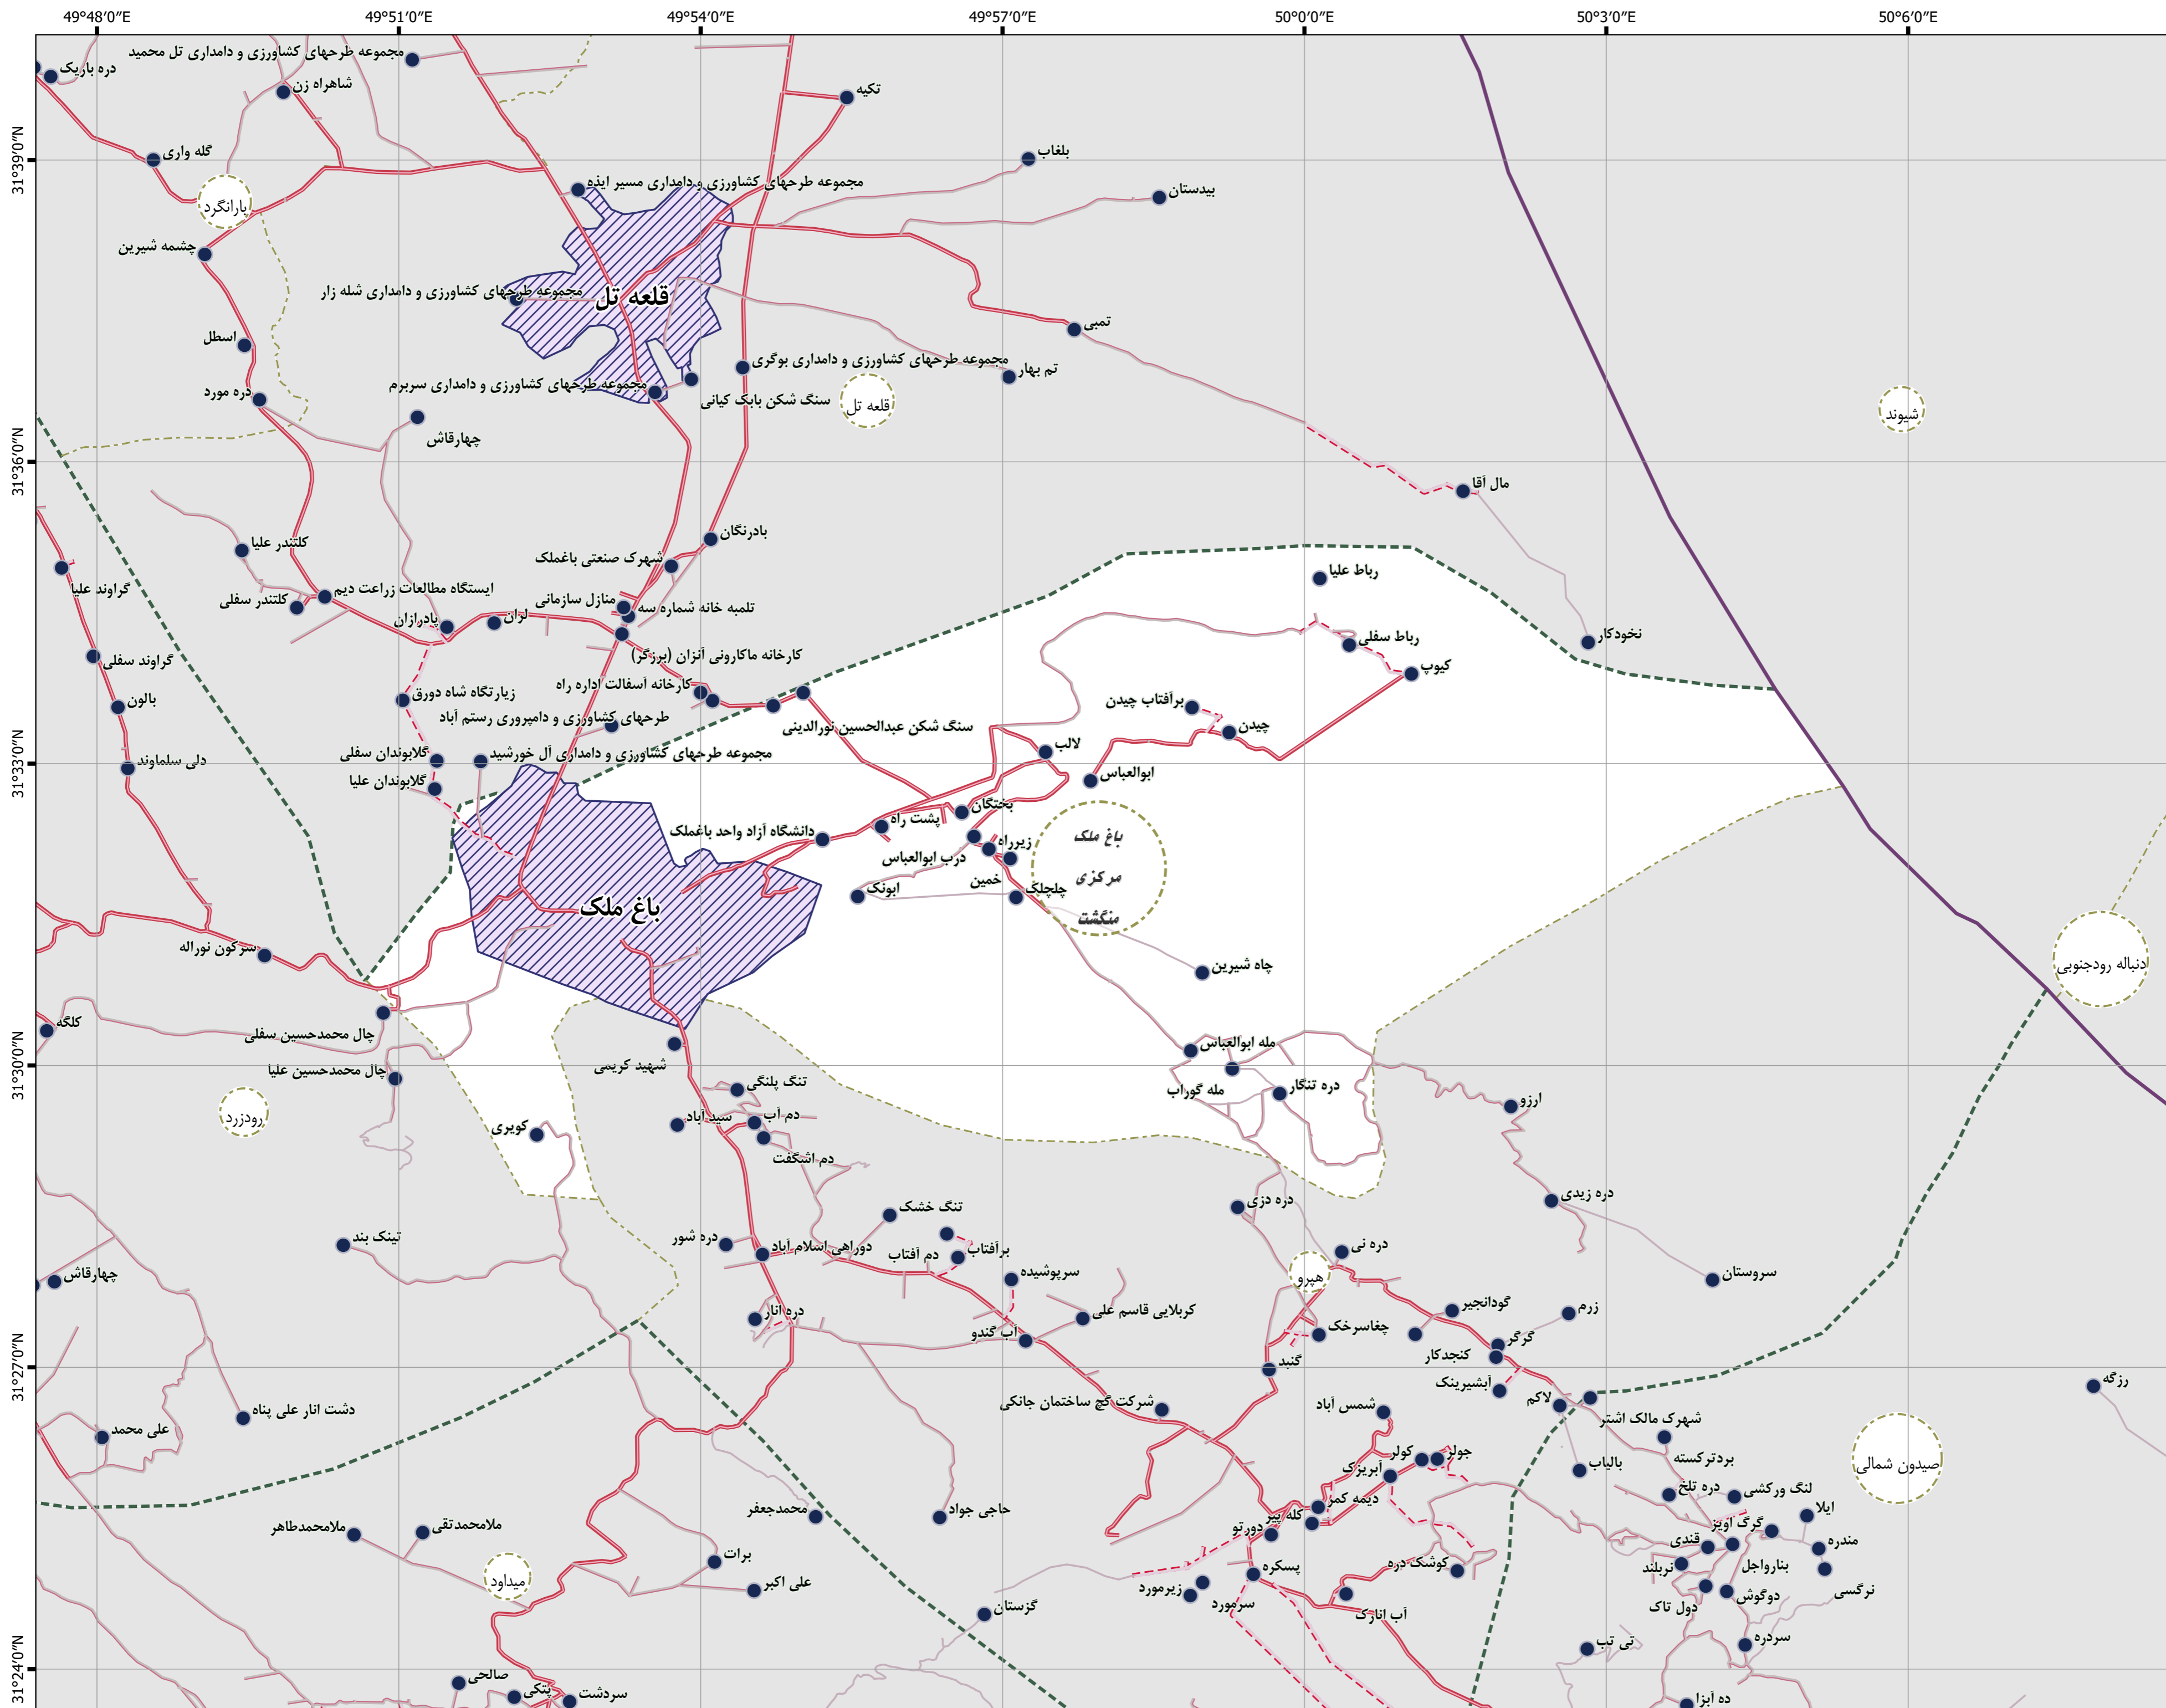 49°48'0"E
49°51'0"E
49°54'0"E
49°57'0"E
50°0'0"E
50°3'0"E
50°6'0"E
31°39'0"N
31°36'0"N
31°33'0"N
31°30'0"N
31°27'0"N
31°24'0"N
مجموعه طرحهای کشاورزی و دامداری تل محمید
دره باریک
شاهراه زن
تکیه
گله واری
بلغاب
مجموعه طرحهای کشاورزی و دامداری مسیر ایذه
بیدستان
پارانگرد
چشمه شیرین
مجموعه طرحهای کشاورزی و دامداری شله زار
قلعه تل
تمبی
اسطل
مجموعه طرحهای کشاورزی و دامداری بوگری
تم بهار
دره مورد
مجموعه طرحهای کشاورزی و دامداری سربرم
سنگ شکن بابک کیانی
قلعه تل
شیوند
چهارقاش
مال آقا
بادرنگان
کلتندر علیا
شهرک صنعتی باغملک
رباط علیا
گراوند علیا
ایستگاه مطالعات زراعت دیم
کلتندر سفلی
منازل سازمانی
تلمبه خانه شماره سه
لران
پادرازان
نخودکار
رباط سفلی
گراوند سفلی
کارخانه ماکارونی آنزان (برزگر)
کیوپ
کارخانه آسفالت اداره راه
زیارتگاه شاه دورق
بالون
برآفتاب چیدن
طرحهای کشاورزی و دامپروری رستم آباد
سنگ شکن عبدالحسین نورالدینی
چیدن
لالب
گلابوندان سفلی
مجموعه طرحهای کشاورزی و دامداری آل خورشید
دلی سلماوند
ابوالعباس
گلابوندان علیا
بختگان
پشت راه
دانشگاه آزاد واحد باغملک
زیرراه
باغ ملک
مرکزی
منگشت
درب ابوالعباس
خمین
ابونک
چلچلک
باغ ملک
سرکون نوراله
چاه شیرین
دنباله رودجنوبی
کلگه
چال محمدحسین سفلی
مله ابوالعباس
شهید کریمی
چال محمدحسین علیا
تنگ پلنگی
مله گوراب
دره تنگار
ارزو
رودزرد
سید آباد
دم آب
کویری
دم اشگفت
دره زیدی
دره دزی
تنگ خشک
تینک بند
دره شور
دوراهی اسلام آباد
دم آفتاب
برآفتاب
دره نی
هپرو
سرپوشیده
سروستان
چهارقاش
دره انار
کربلایی قاسم علی
گودانجیر
زرم
آب گندو
چغاسرخک
گرگر
کنجدکار
گنبد
آبشیرینک
رزگه
شرکت گچ ساختمان جانکی
شمس آباد
لاکم
شهرک مالک اشتر
دشت انار علی پناه
علی محمد
جولز
کولر
آبریزک
بردترکسته
بالیاب
صیدون شمالی
محمدجعفر
حاجی جواد
دیمه کمر
کله پیر
دره تلخ
لنگ ورکشی
ایلا
ملامحمدطاهر
ملامحمدتقی
دورتو
گرگ آویز
قندی
مندره
برات
پسکره
کوشک دره
نربلند
بنارواجل
میداود
علی اکبر
زیرمورد
سرمورد
دوگوش
نرگسی
گرستان
آب انارک
دول تاک
تی تب
سردره
صالحی
پتکی
سردشت
ده آبزا